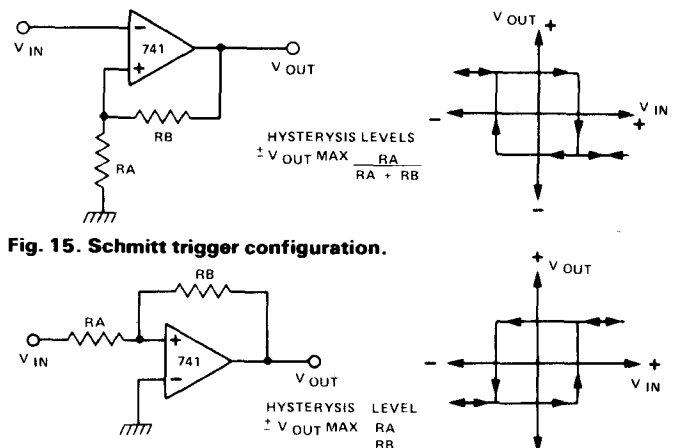 V OUT +
V IN
-
741
+
V OUT
RB
RA
HYSTERYSIS LEVELS
± V OUT MAX RA
RA + RB
- V IN
+
-
Fig. 15. Schmitt trigger configuration.
RB
RA
V IN
+
741
-
V OUT
HYSTERYSIS LEVEL
± V OUT MAX RA
RB
+ V OUT
- +
V IN